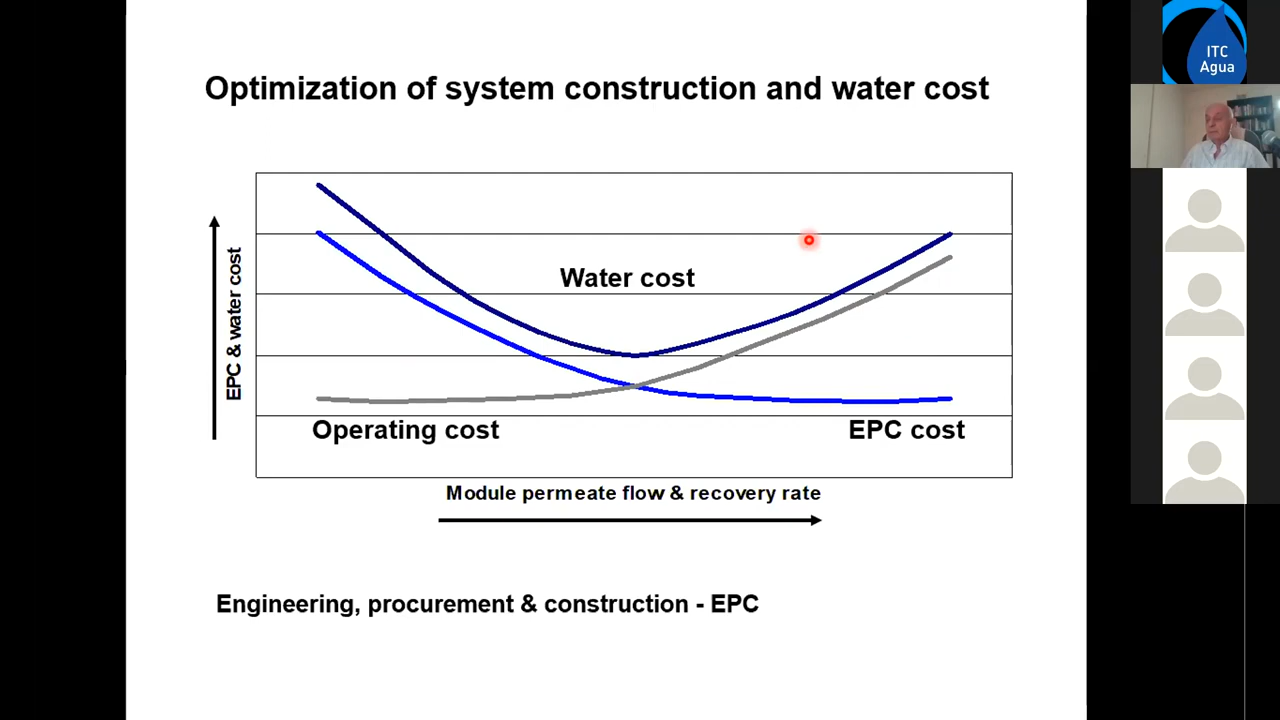 Optimization of system construction and water cost
EPC & water cost
Water cost
Operating cost
EPC cost
Module permeate flow & recovery rate
Engineering, procurement & construction - EPC
ITC
Agua